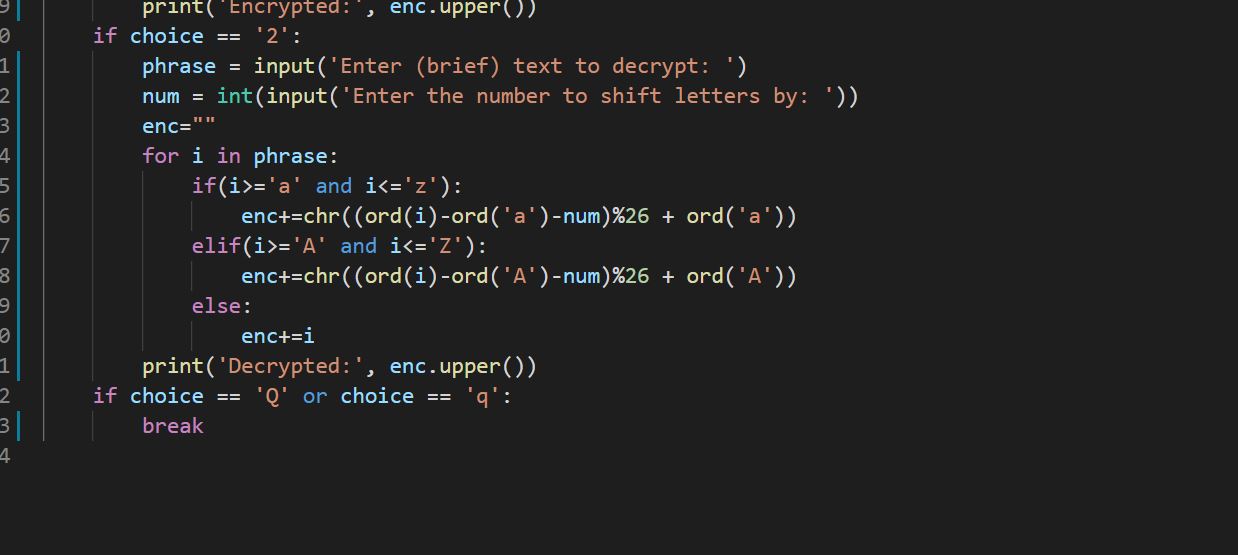 9 print('Encrypted:', enc.upper())
0 if choice == '2':
1 phrase = input('Enter (brief) text to decrypt: ')
2 num = int(input('Enter the number to shift letters by: '))
3 enc=""
4 for i in phrase:
5 if(i>='a' and i<='z'):
6 enc+=chr((ord(i)-ord('a')-num)%26 + ord('a'))
7 elif(i>='A' and i<='Z'):
8 enc+=chr((ord(i)-ord('A')-num)%26 + ord('A'))
9 else:
0 enc+=i
1 print('Decrypted:', enc.upper())
2 if choice == 'Q' or choice == 'q':
3 break
4